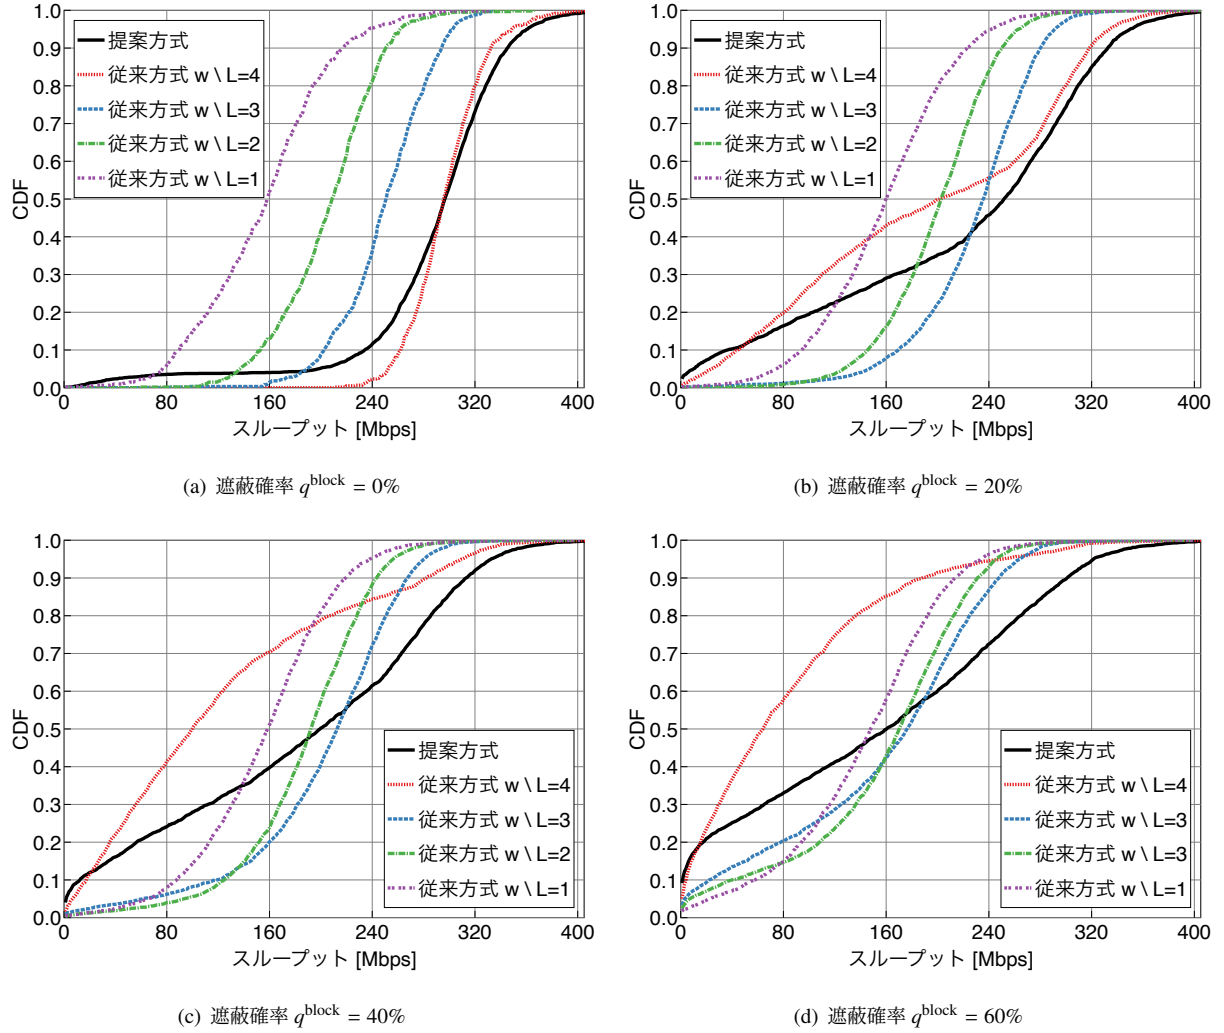 1.0
0.9
0.8
0.7
0.6
0.5
0.4
0.3
0.2
0.1
0.0
CDF
提案方式
従来方式 w \ L=4
従来方式 w \ L=3
従来方式 w \ L=2
従来方式 w \ L=1
0 80 160 240 320 400
スループット [Mbps]
(a) 遮蔽確率 q^block = 0%
1.0
0.9
0.8
0.7
0.6
0.5
0.4
0.3
0.2
0.1
0.0
CDF
提案方式
従来方式 w \ L=4
従来方式 w \ L=3
従来方式 w \ L=2
従来方式 w \ L=1
0 80 160 240 320 400
スループット [Mbps]
(b) 遮蔽確率 q^block = 20%
1.0
0.9
0.8
0.7
0.6
0.5
0.4
0.3
0.2
0.1
0.0
CDF
提案方式
従来方式 w \ L=4
従来方式 w \ L=3
従来方式 w \ L=2
従来方式 w \ L=1
0 80 160 240 320 400
スループット [Mbps]
(c) 遮蔽確率 q^block = 40%
1.0
0.9
0.8
0.7
0.6
0.5
0.4
0.3
0.2
0.1
0.0
CDF
提案方式
従来方式 w \ L=4
従来方式 w \ L=3
従来方式 w \ L=3
従来方式 w \ L=1
0 80 160 240 320 400
スループット [Mbps]
(d) 遮蔽確率 q^block = 60%